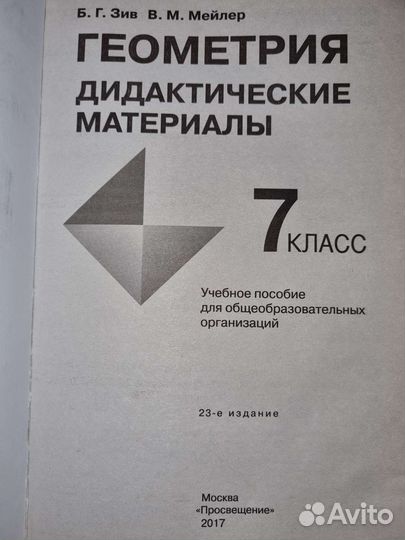 Б. Г. Зив В. М. Мейлер
ГЕОМЕТРИЯ
ДИДАКТИЧЕСКИЕ
МАТЕРИАЛЫ
7 КЛАСС
Учебное пособие
для общеобразовательных
организаций
23-е издание
Москва
«Просвещение»
2017
Avito